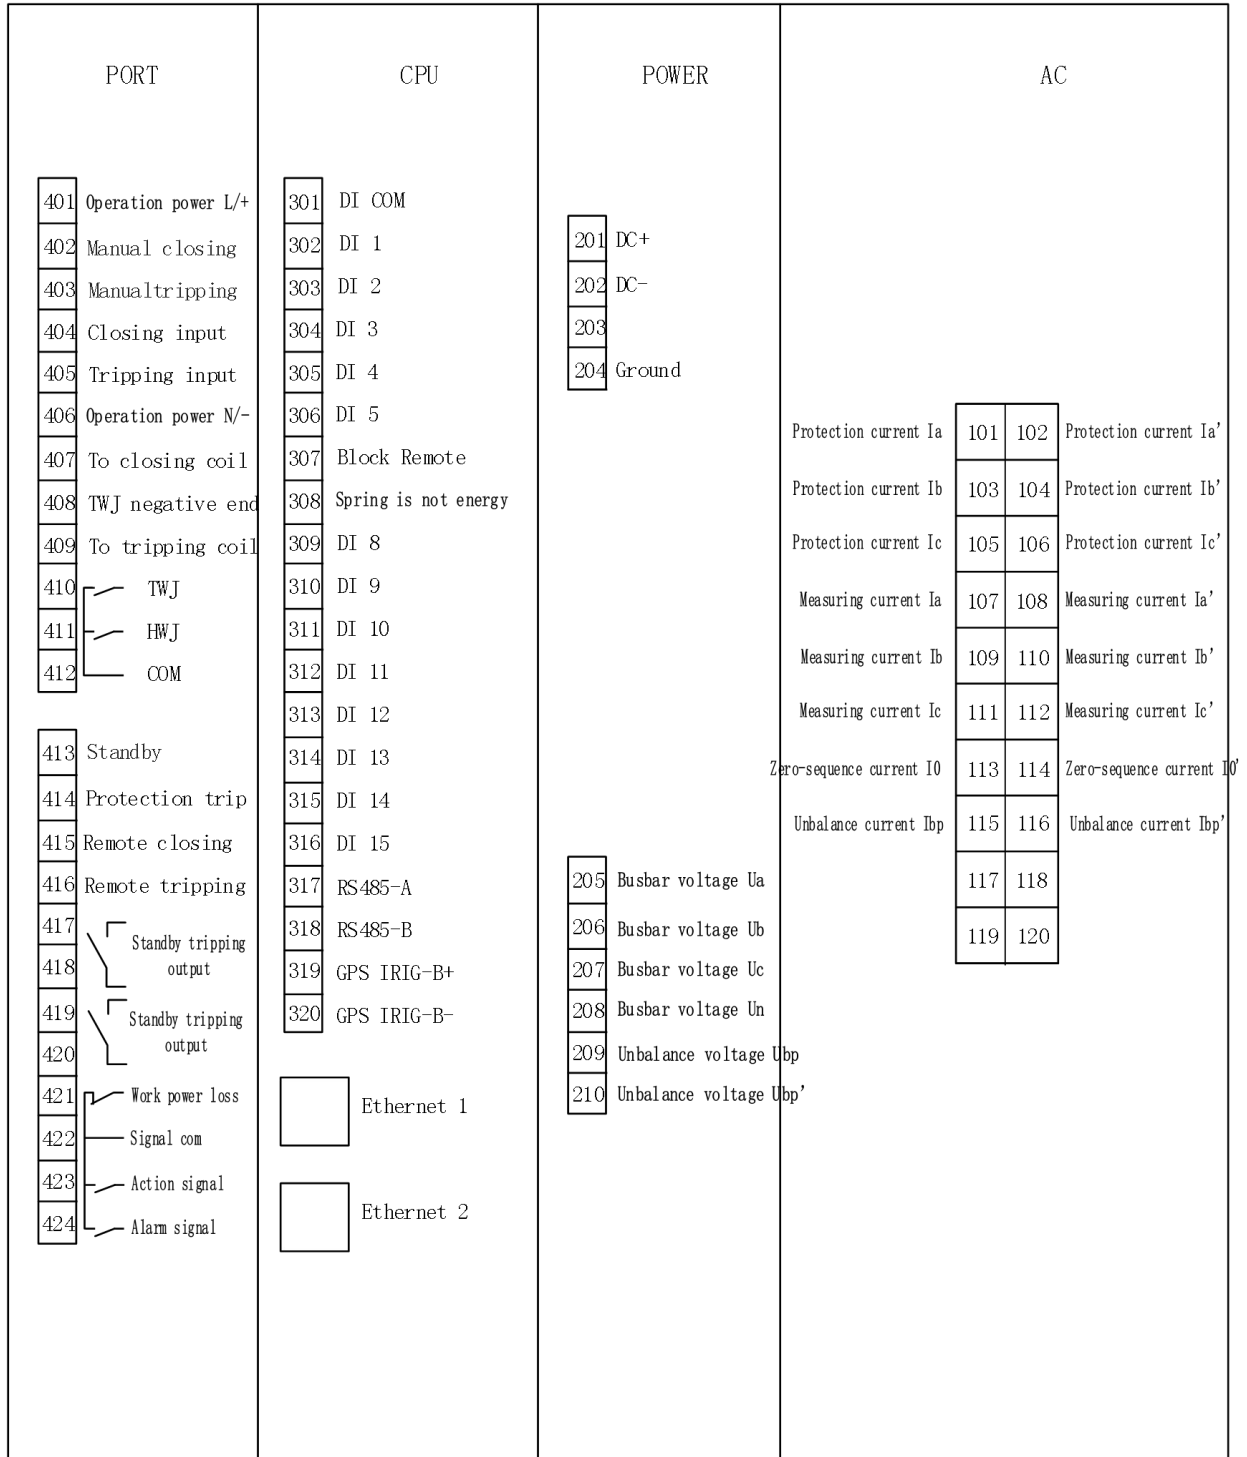 PORT
401 Operation power L/+
402 Manual closing
403 Manualtripping
404 Closing input
405 Tripping input
406 Operation power N/-
407 To closing coil
408 TWJ negative end
409 To tripping coil
410 TWJ
411 HWJ
412 COM
413 Standby
414 Protection trip
415 Remote closing
416 Remote tripping
417
Standby tripping
output
418
419
Standby tripping
output
420
421 Work power loss
422 Signal com
423 Action signal
424 Alarm signal
CPU
301 DI COM
302 DI 1
303 DI 2
304 DI 3
305 DI 4
306 DI 5
307 Block Remote
308 Spring is not energy
309 DI 8
310 DI 9
311 DI 10
312 DI 11
313 DI 12
314 DI 13
315 DI 14
316 DI 15
317 RS485-A
318 RS485-B
319 GPS IRIG-B+
320 GPS IRIG-B-
Ethernet 1
Ethernet 2
POWER
201 DC+
202 DC-
203
204 Ground
205 Busbar voltage Ua
206 Busbar voltage Ub
207 Busbar voltage Uc
208 Busbar voltage Un
209 Unbalance voltage Ubp
210 Unbalance voltage Ubp'
AC
Protection current Ia 101 102 Protection current Ia'
Protection current Ib 103 104 Protection current Ib'
Protection current Ic 105 106 Protection current Ic'
Measuring current Ia 107 108 Measuring current Ia'
Measuring current Ib 109 110 Measuring current Ib'
Measuring current Ic 111 112 Measuring current Ic'
Zero-sequence current I0 113 114 Zero-sequence current I0'
Unbalance current Ibp 115 116 Unbalance current Ibp'
117 118
119 120